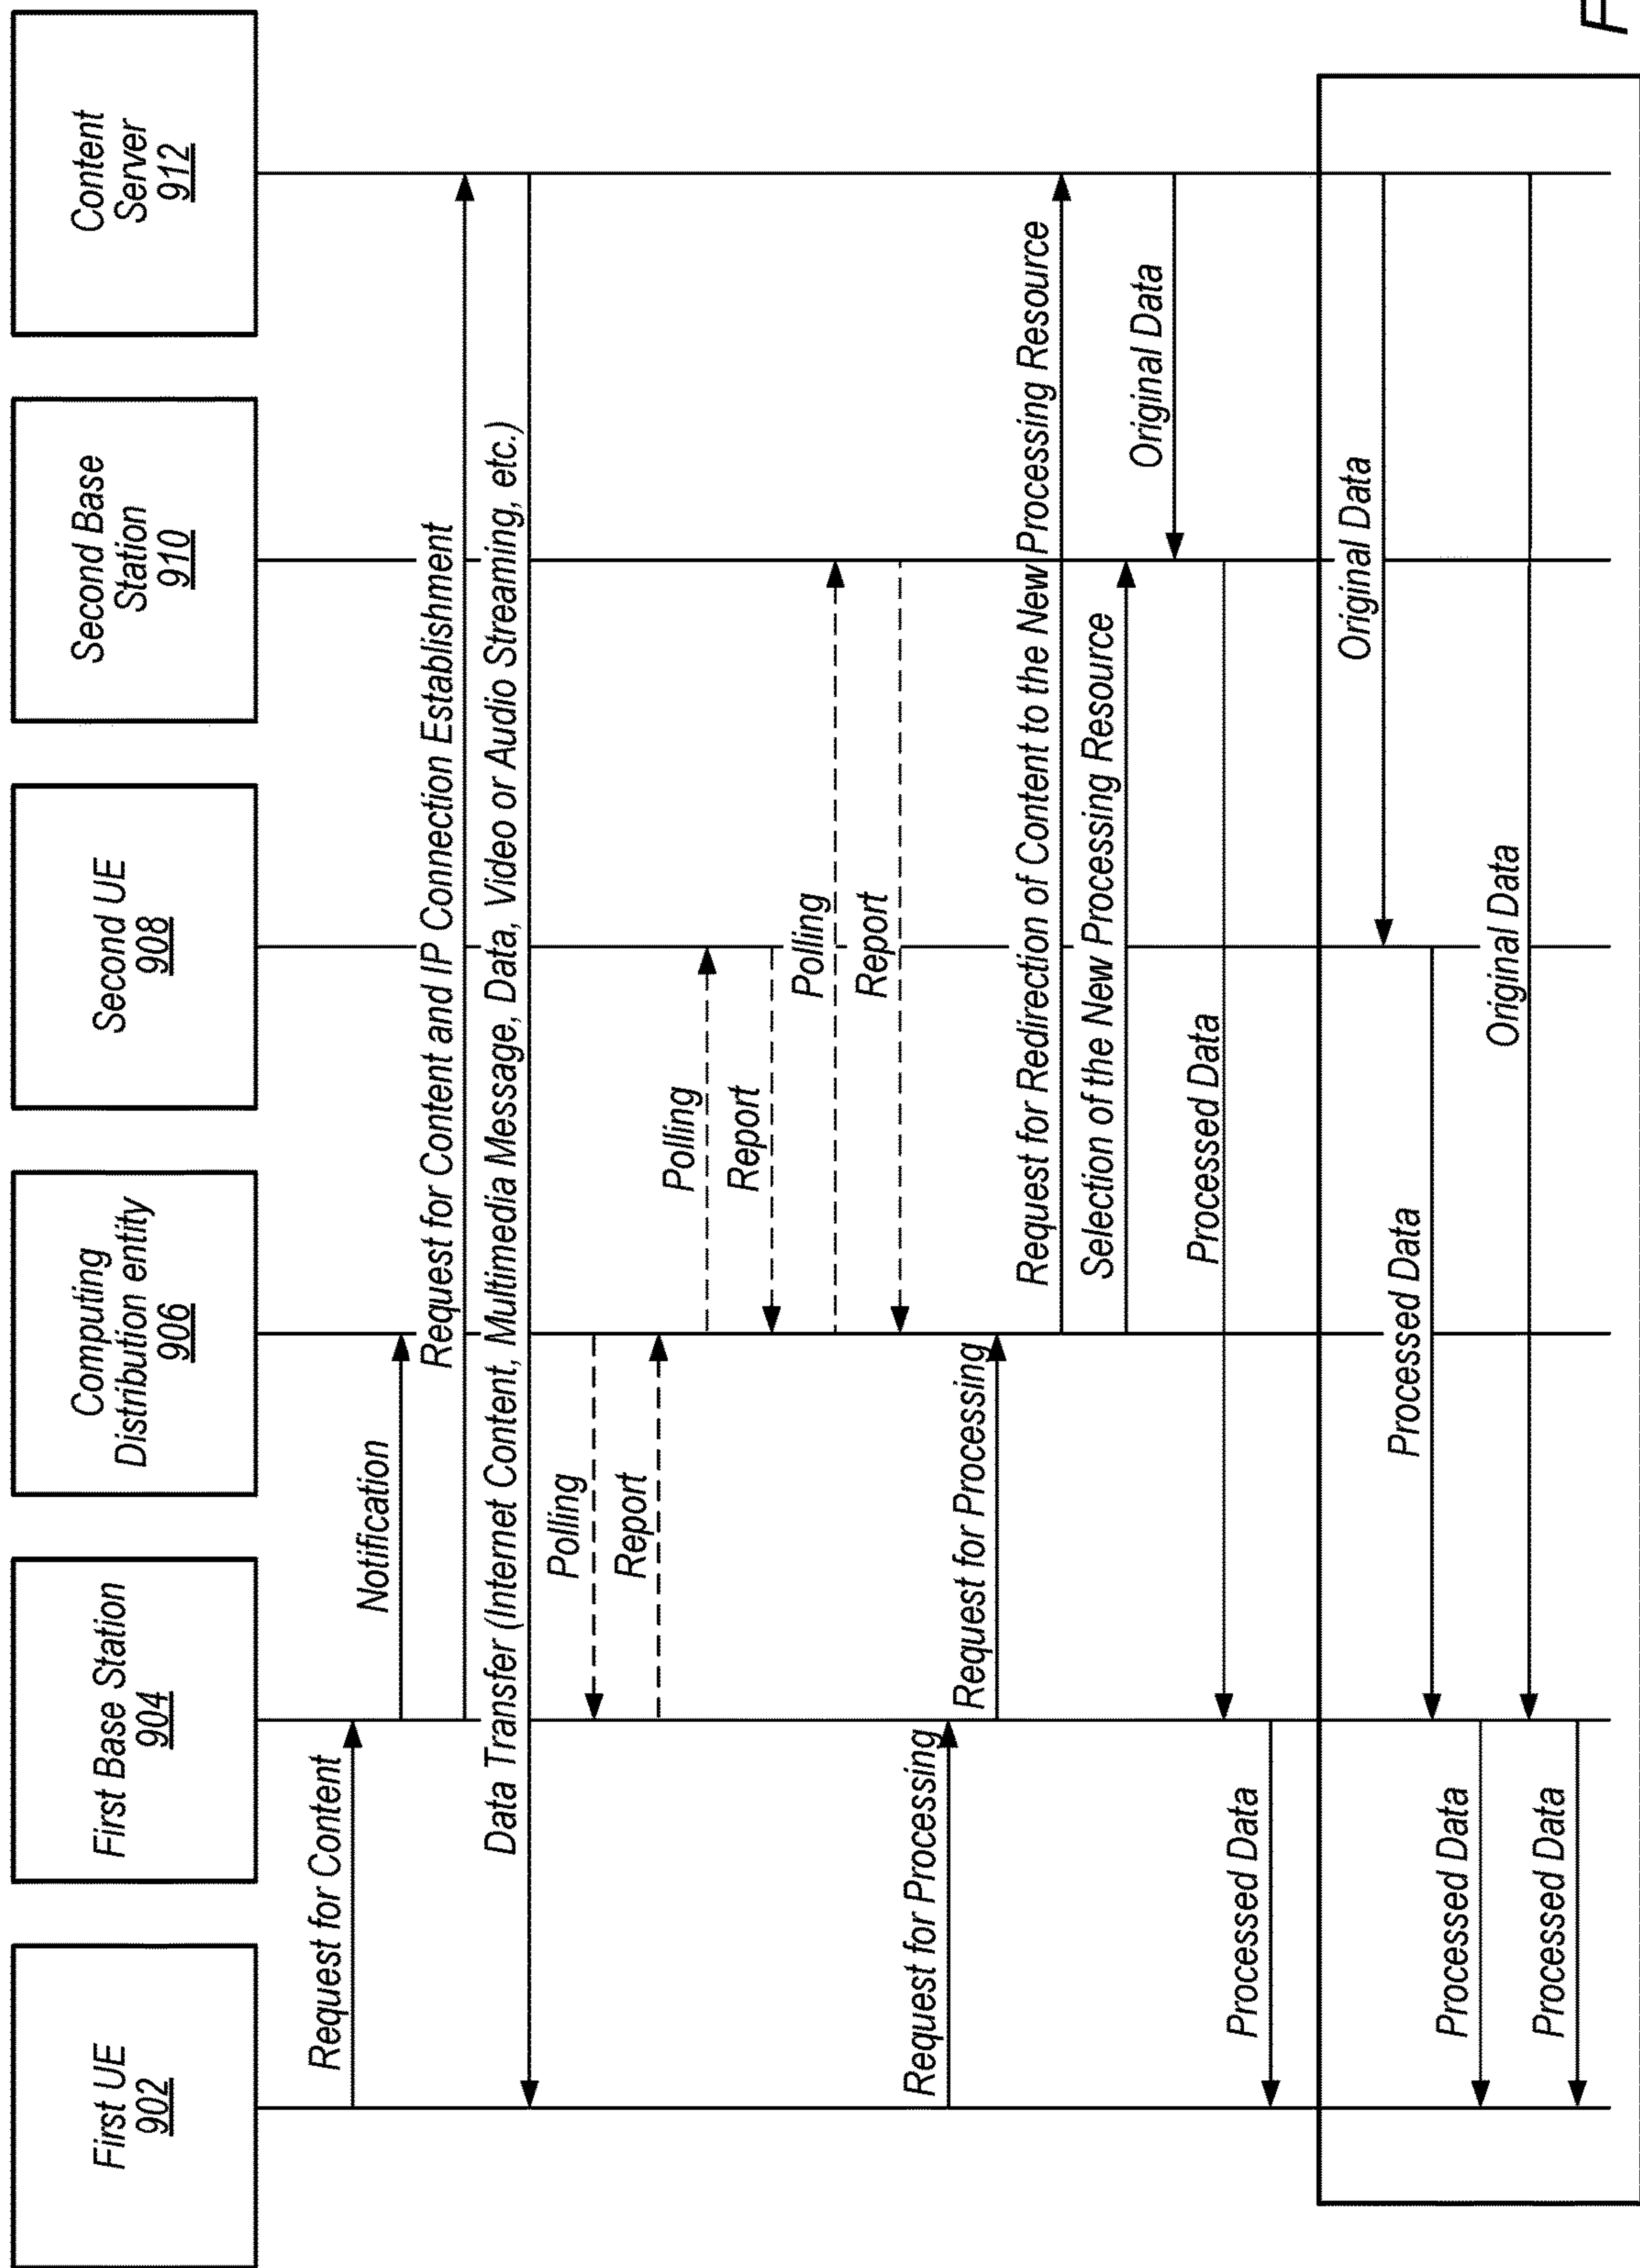 First UE
902
First Base Station
904
Computing
Distribution entity
906
Second UE
908
Second Base
Station
910
Content
Server
912
Request for Content
Notification
Request for Content and IP Connection Establishment
Data Transfer (Internet Content, Multimedia Message, Data, Video or Audio Streaming, etc.)
Polling
Report
Polling
Report
Polling
Report
Request for Processing
Request for Processing
Request for Redirection of Content to the New Processing Resource
Selection of the New Processing Resource
Original Data
Processed Data
Processed Data
Original Data
Processed Data
Processed Data
Original Data
Processed Data